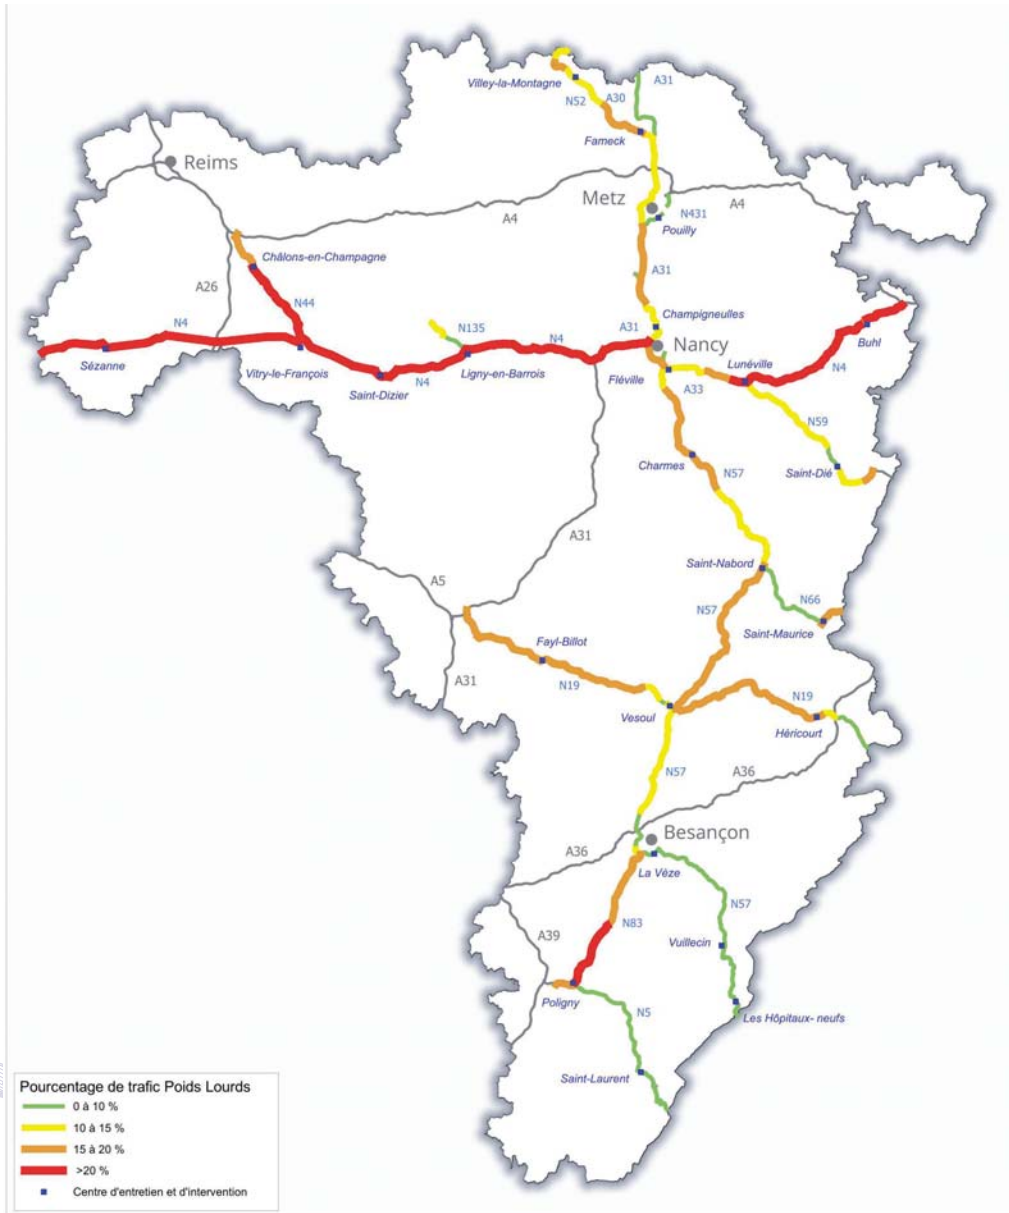 Villey-la-Montagne
A31
N52
A30
Fameck
Reims
Metz
A4
N431
A4
Pouilly
Châlons-en-Champagne
A31
A26
N44
Champigneulles
N4
N135
N4
A31
Nancy
Buhl
Sézanne
Vitry-le-François
Saint-Dizier
N4
Ligny-en-Barrois
Fléville
Lunéville
A33
N4
N59
Charmes
N57
Saint-Dié
A31
Saint-Nabord
A5
N57
N66
Saint-Maurice
Fayl-Billot
A31
N19
N19
Vesoul
Héricourt
N57
A36
Besançon
A36
La Vèze
N57
N83
A39
Vuillecin
Poligny
N5
Les Hôpitaux- neufs
Saint-Laurent
Pourcentage de trafic Poids Lourds
0 à 10 %
10 à 15 %
15 à 20 %
>20 %
Centre d'entretien et d'intervention